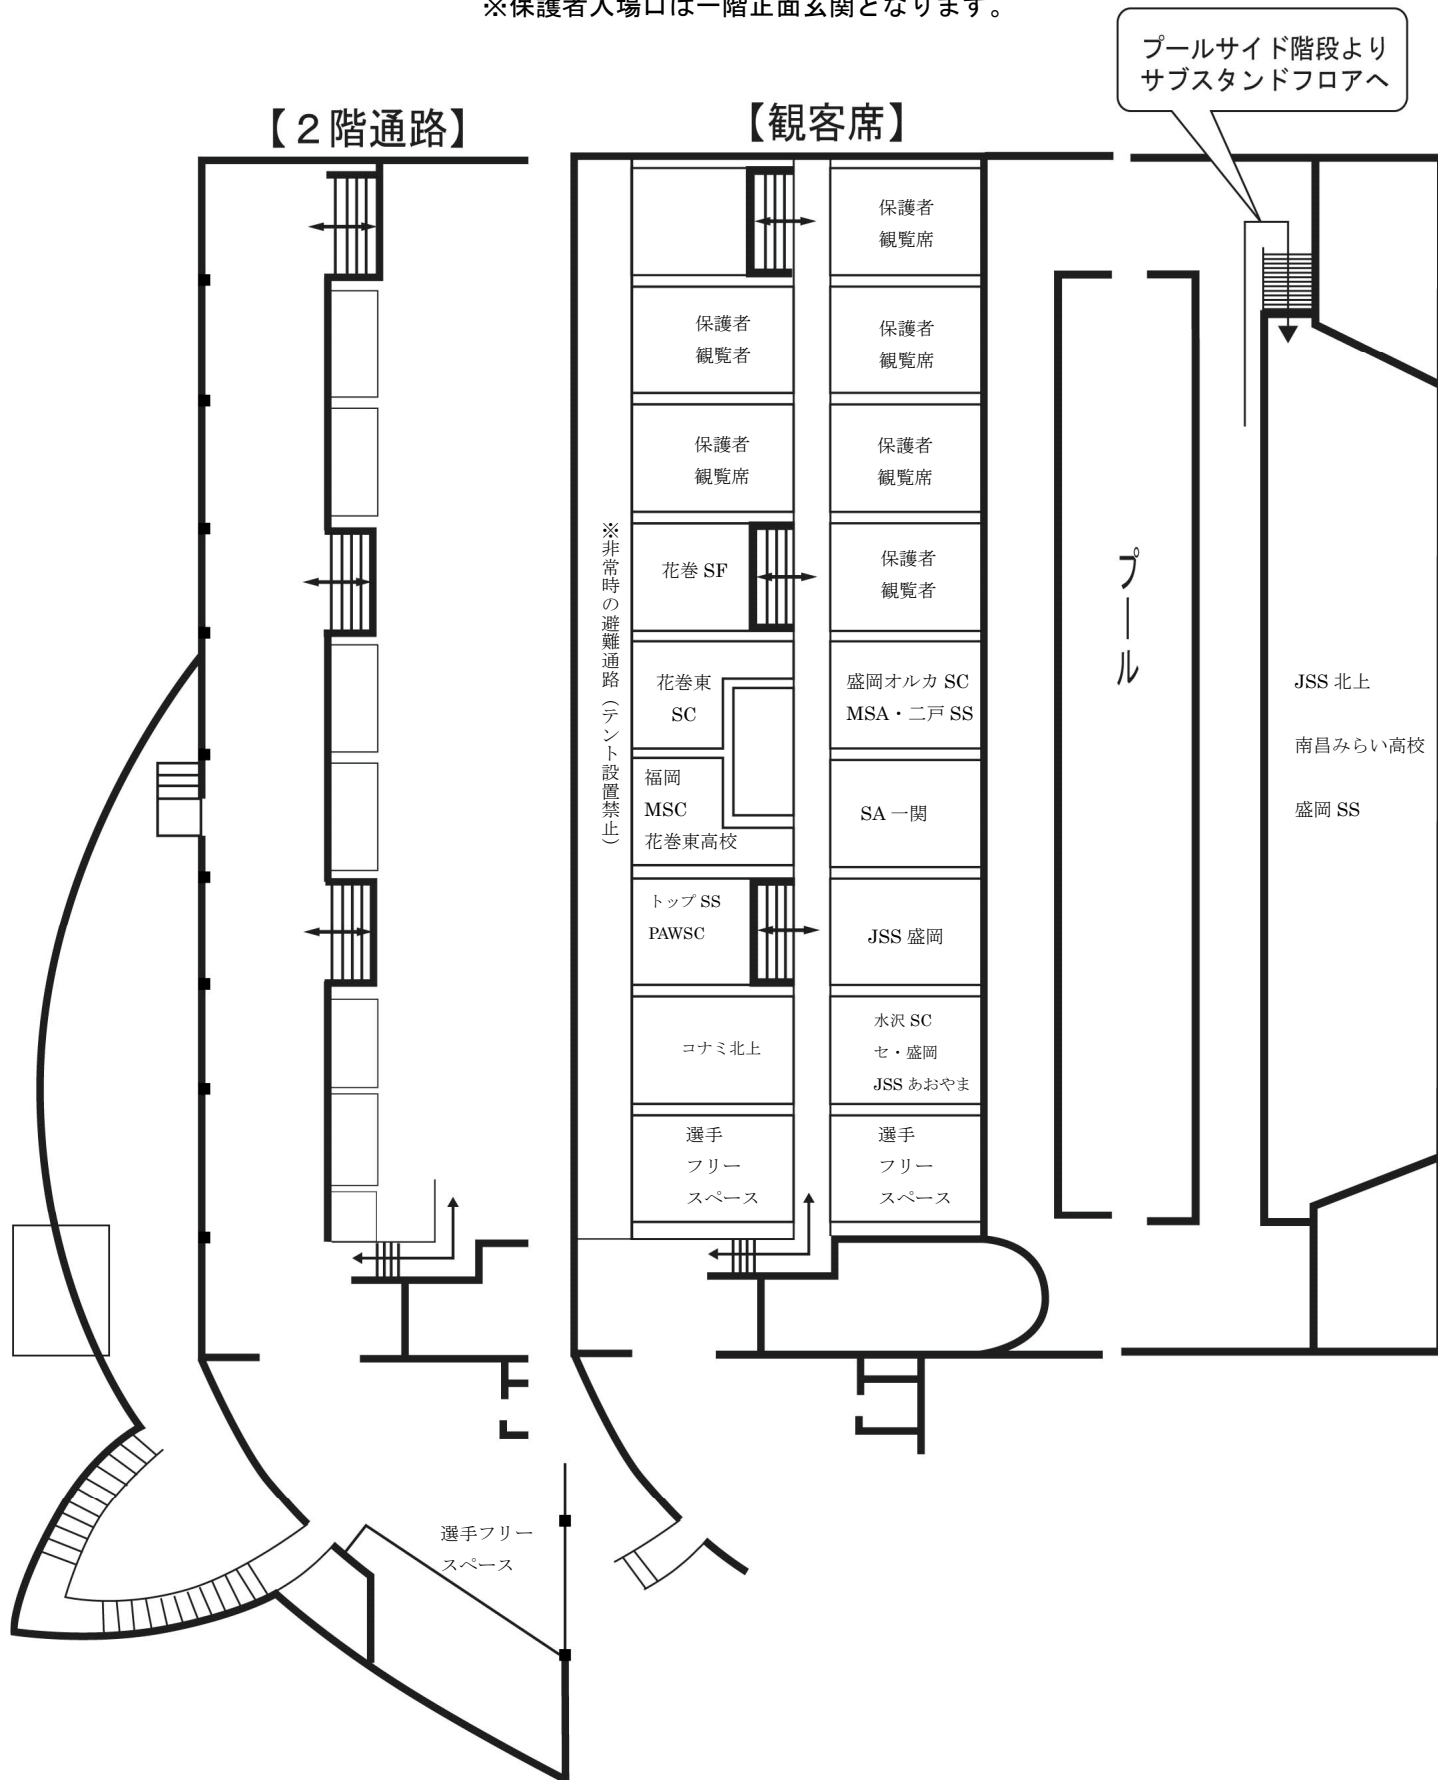 ※保護者入場口は一階正面玄関となります。
プールサイド階段より
サブスタンドフロアへ
【２階通路】
【観客席】
保護者
観覧席
保護者
観覧者
保護者
観覧席
保護者
観覧席
保護者
観覧席
※非常時の避難通路（テント設置禁止）
花巻 SF
保護者
観覧者
プール
花巻東
SC
盛岡オルカ SC
MSA・二戸 SS
福岡
MSC
花巻東高校
SA 一関
JSS 北上
南昌みらい高校
盛岡 SS
トップ SS
PAWSC
JSS 盛岡
コナミ北上
水沢 SC
セ・盛岡
JSS あおやま
選手
フリー
スペース
選手
フリー
スペース
選手フリー
スペース